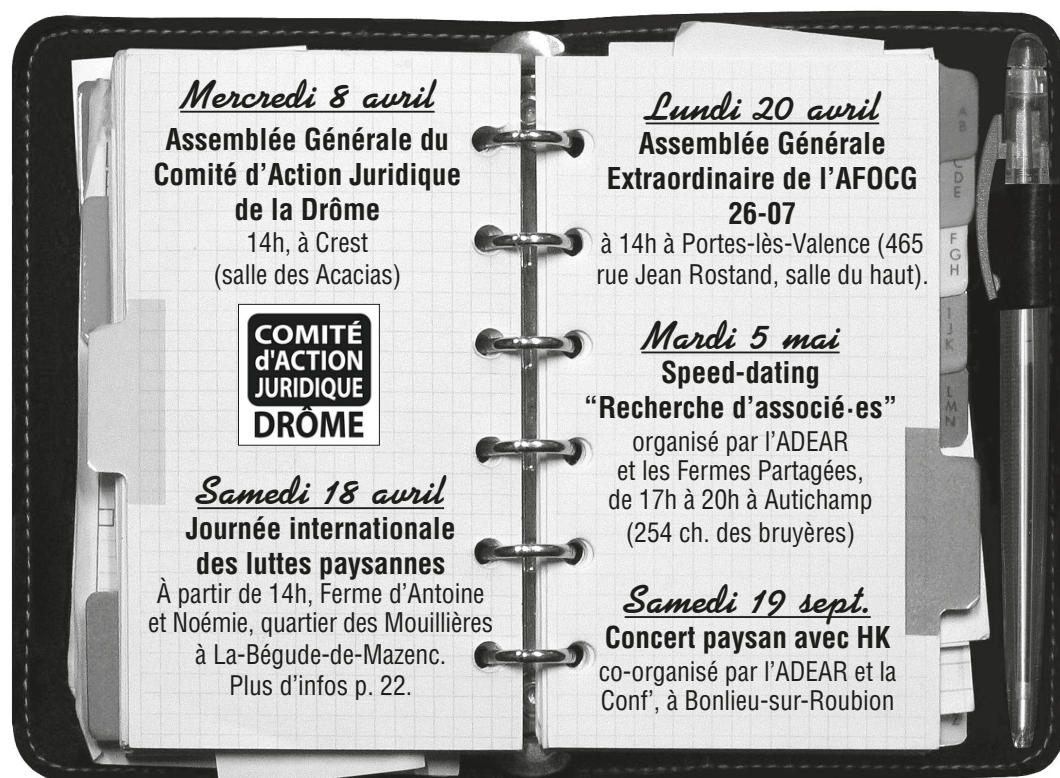 Mercredi 8 avril
Assemblée Générale du
Comité d'Action Juridique
de la Drôme
14h, à Crest
(salle des Acacias)
COMITÉ
d'ACTION
JURIDIQUE
DRÔME
Samedi 18 avril
Journée internationale
des luttes paysannes
À partir de 14h, Ferme d'Antoine
et Noémie, quartier des Mouillères
à La-Bégude-de-Mazenc.
Plus d'infos p. 22.
Lundi 20 avril
Assemblée Générale
Extraordinaire de l'AFOCG
26-07
à 14h à Portes-lès-Valence (465
rue Jean Rostand, salle du haut).
Mardi 5 mai
Speed-dating
“Recherche d'associé·es”
organisé par l'ADEAR
et les Fermes Partagées,
de 17h à 20h à Autichamp
(254 ch. des bruyères)
Samedi 19 sept.
Concert paysan avec HK
co-organisé par l'ADEAR et la
Conf', à Bonlieu-sur-Roubion
A
B
C
D
E
F
G
H
I
J
K
L
M
N
Z